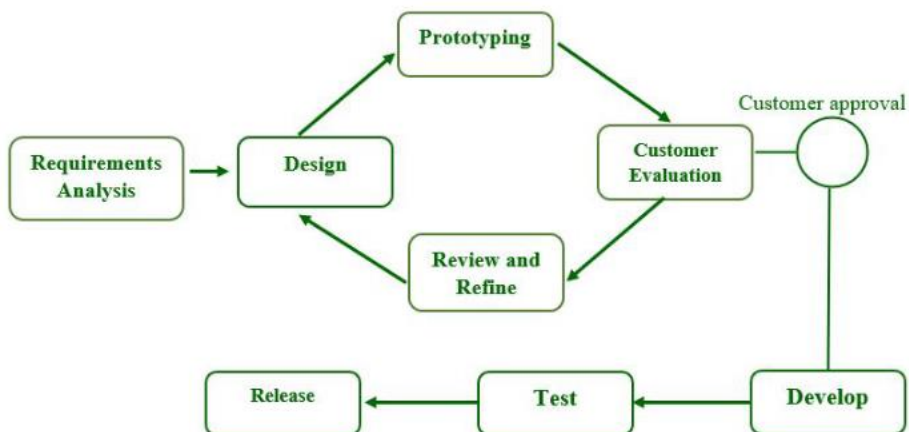 Prototyping
Customer approval
Requirements
Analysis
Design
Customer
Evaluation
Review and
Refine
Release
Test
Develop